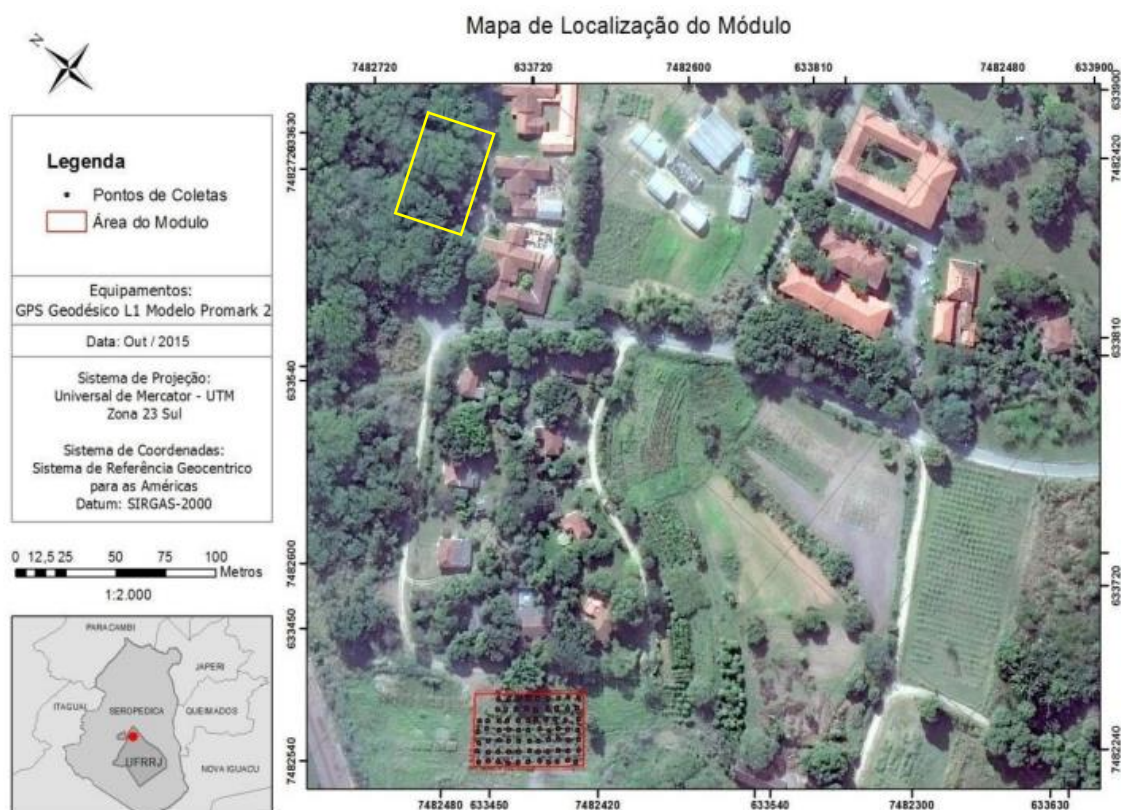 Mapa de Localização do Módulo
N
7482720 633720 7482600 633810 7482480 633900
633900
7482420
633810
633720
7482240
633630
7482720
633540
7482600
633450
7482540
7482480 633450 7482420 633540 7482300 633630
Legenda
Pontos de Coletas
Área do Modulo
Equipamentos:
GPS Geodésico L1 Modelo Promark 2
Data: Out / 2015
Sistema de Projeção:
Universal de Mercator - UTM
Zona 23 Sul
Sistema de Coordenadas:
Sistema de Referência Geocentrico
para as Américas
Datum: SIRGAS-2000
0 12,5 25 50 75 100
Metros
1:2.000
PARACAMBI
JAPERI
ITAGUAI
SEROPEDICA
QUEIMADOS
UFRRJ
NOVA IGUACU